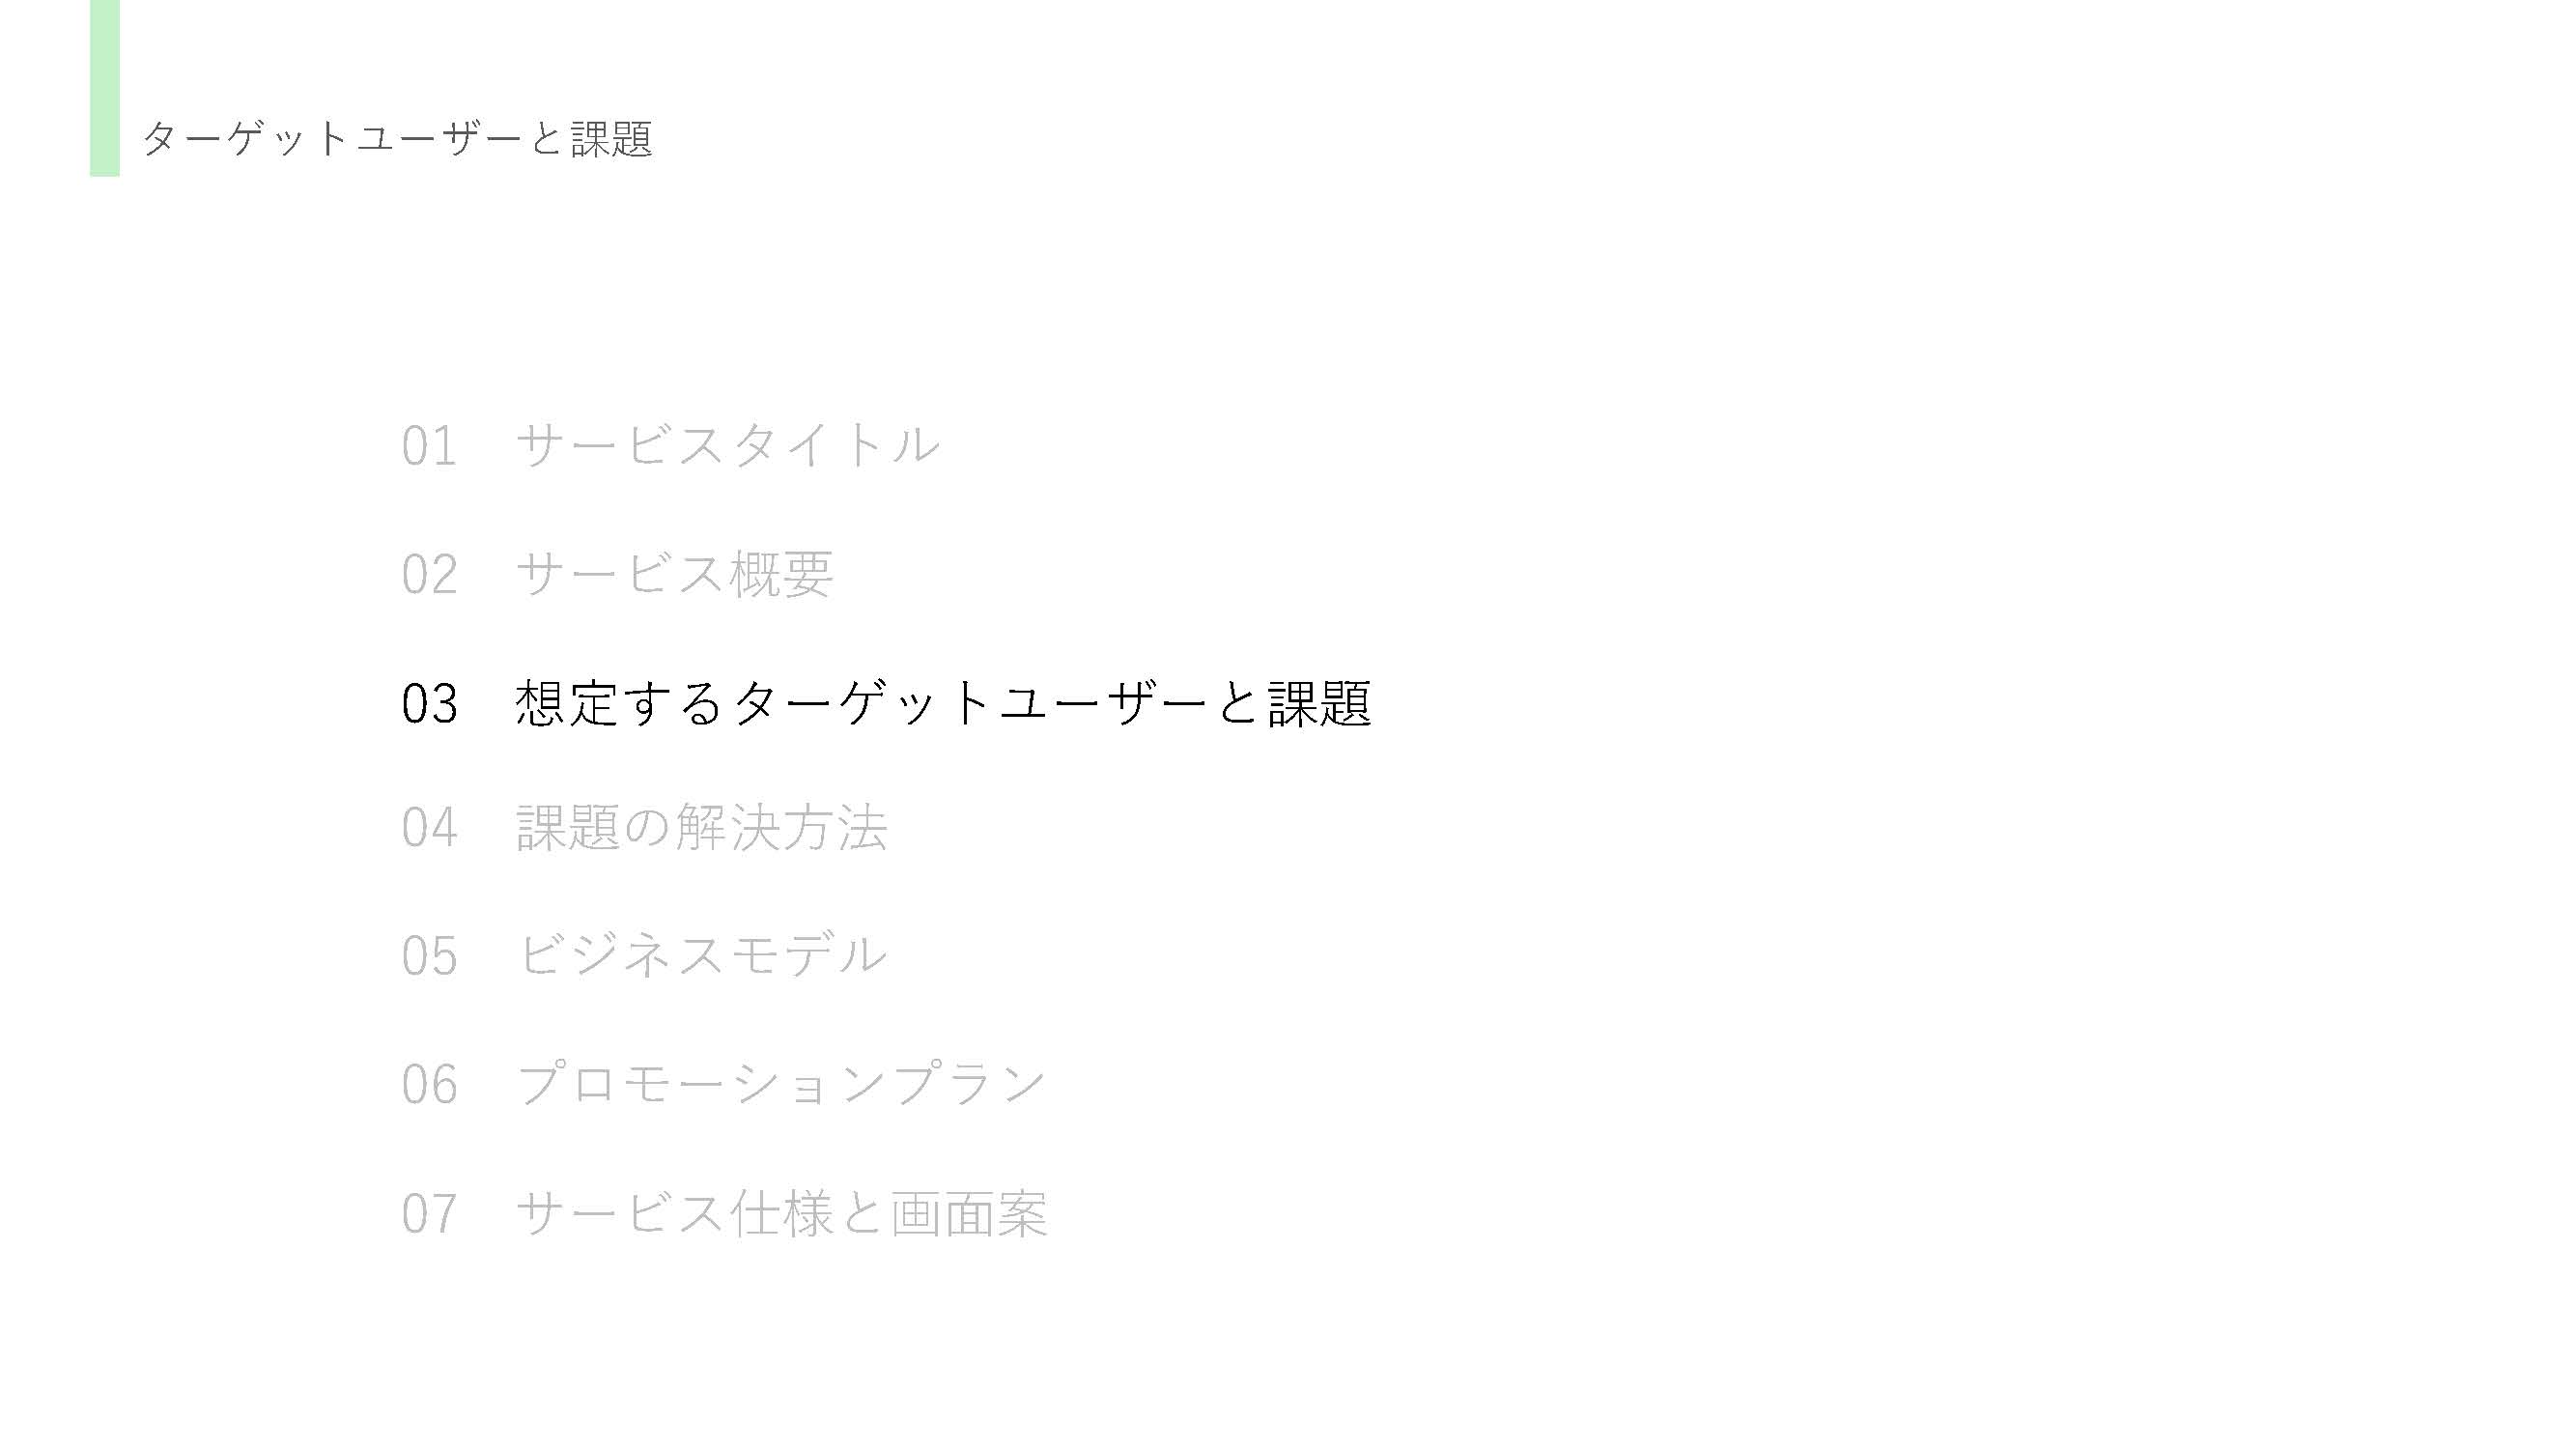 ターゲットユーザーと課題
01　サービスタイトル
02　サービス概要
03　想定するターゲットユーザーと課題
04　課題の解決方法
05　ビジネスモデル
06　プロモーションプラン
07　サービス仕様と画面案